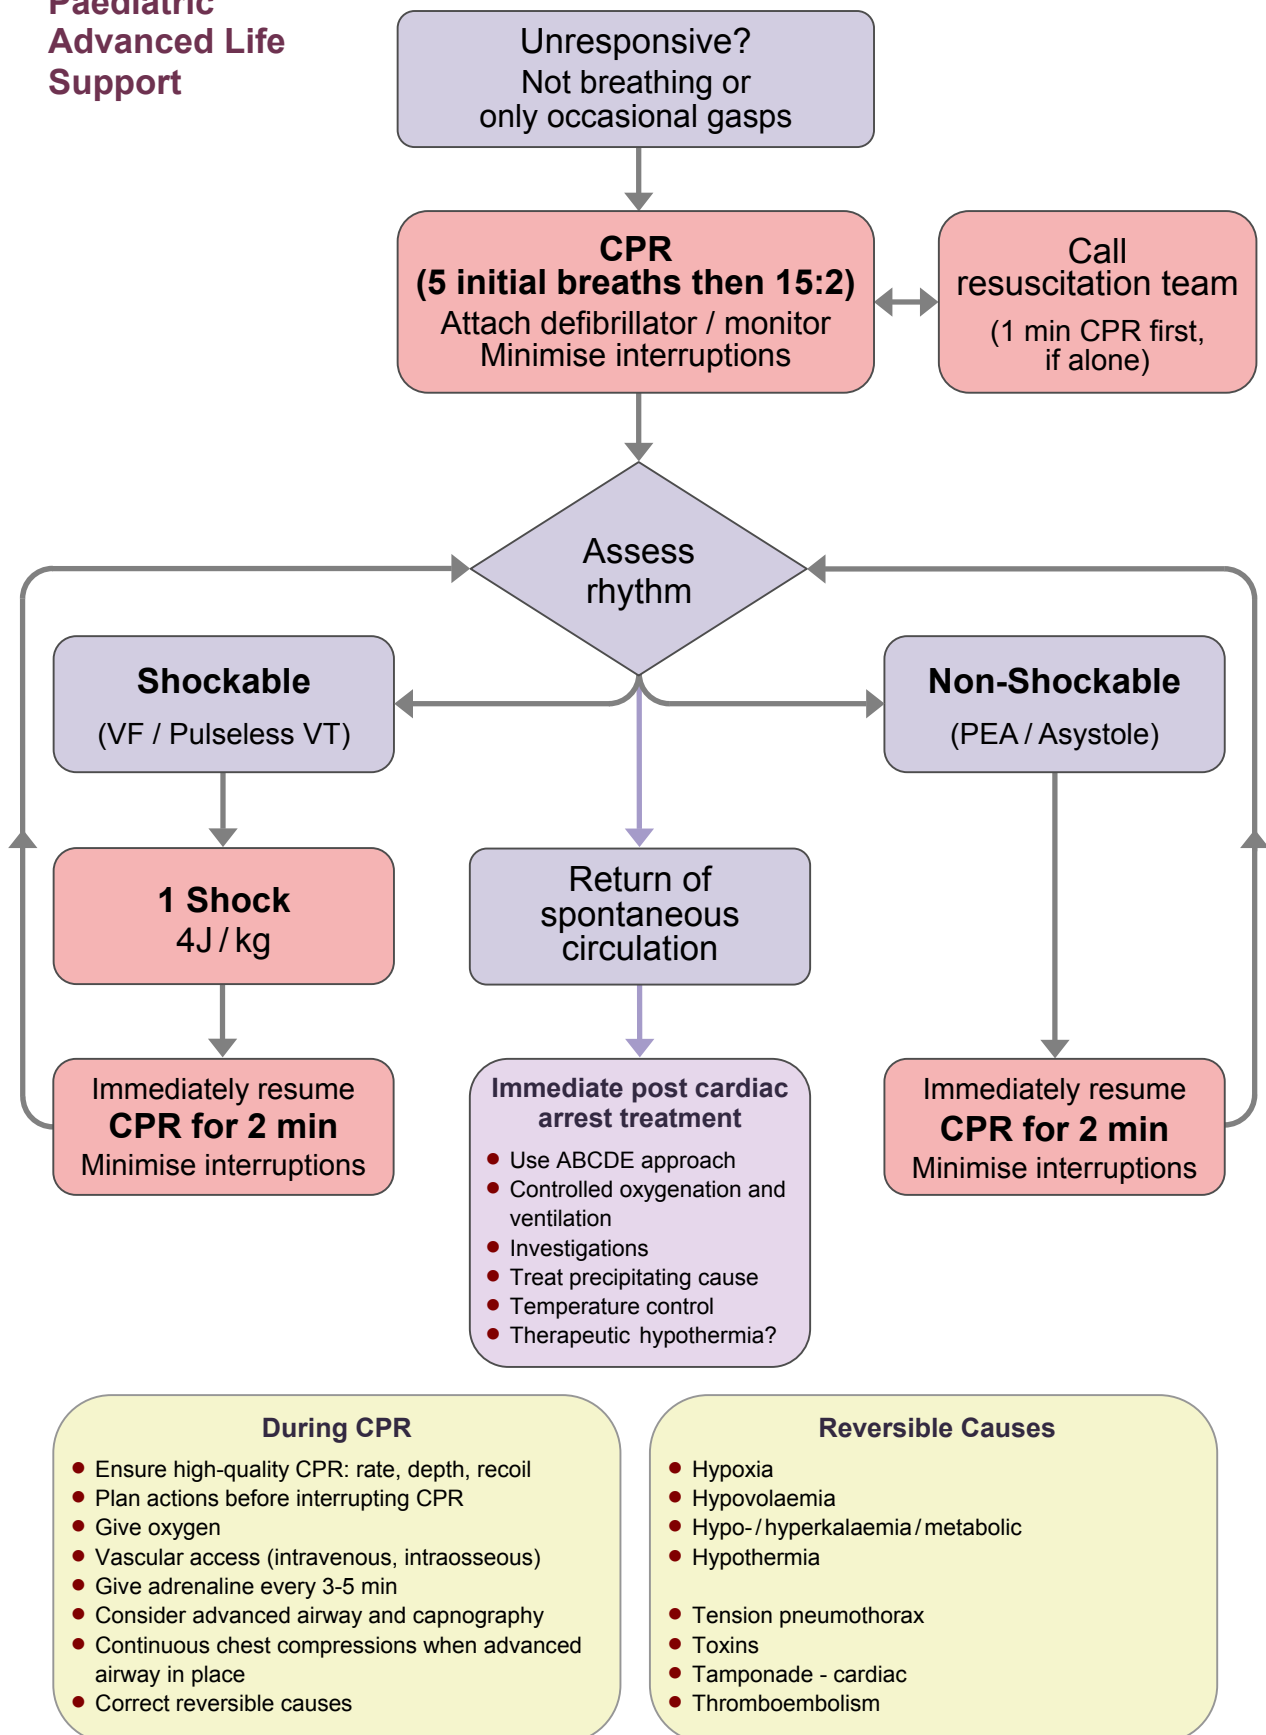 Paediatric
Advanced Life
Support
Unresponsive?
Not breathing or
only occasional gasps
CPR
(5 initial breaths then 15:2)
Attach defibrillator / monitor
Minimise interruptions
Call
resuscitation team
(1 min CPR first,
if alone)
Assess
rhythm
Shockable
(VF / Pulseless VT)
Non-Shockable
(PEA / Asystole)
1 Shock
4J / kg
Return of
spontaneous
circulation
Immediately resume
CPR for 2 min
Minimise interruptions
Immediate post cardiac
arrest treatment
● Use ABCDE approach
● Controlled oxygenation and
ventilation
● Investigations
● Treat precipitating cause
● Temperature control
● Therapeutic hypothermia?
Immediately resume
CPR for 2 min
Minimise interruptions
During CPR
● Ensure high-quality CPR: rate, depth, recoil
● Plan actions before interrupting CPR
● Give oxygen
● Vascular access (intravenous, intraosseous)
● Give adrenaline every 3-5 min
● Consider advanced airway and capnography
● Continuous chest compressions when advanced
airway in place
● Correct reversible causes
Reversible Causes
● Hypoxia
● Hypovolaemia
● Hypo- / hyperkalaemia / metabolic
● Hypothermia
● Tension pneumothorax
● Toxins
● Tamponade - cardiac
● Thromboembolism